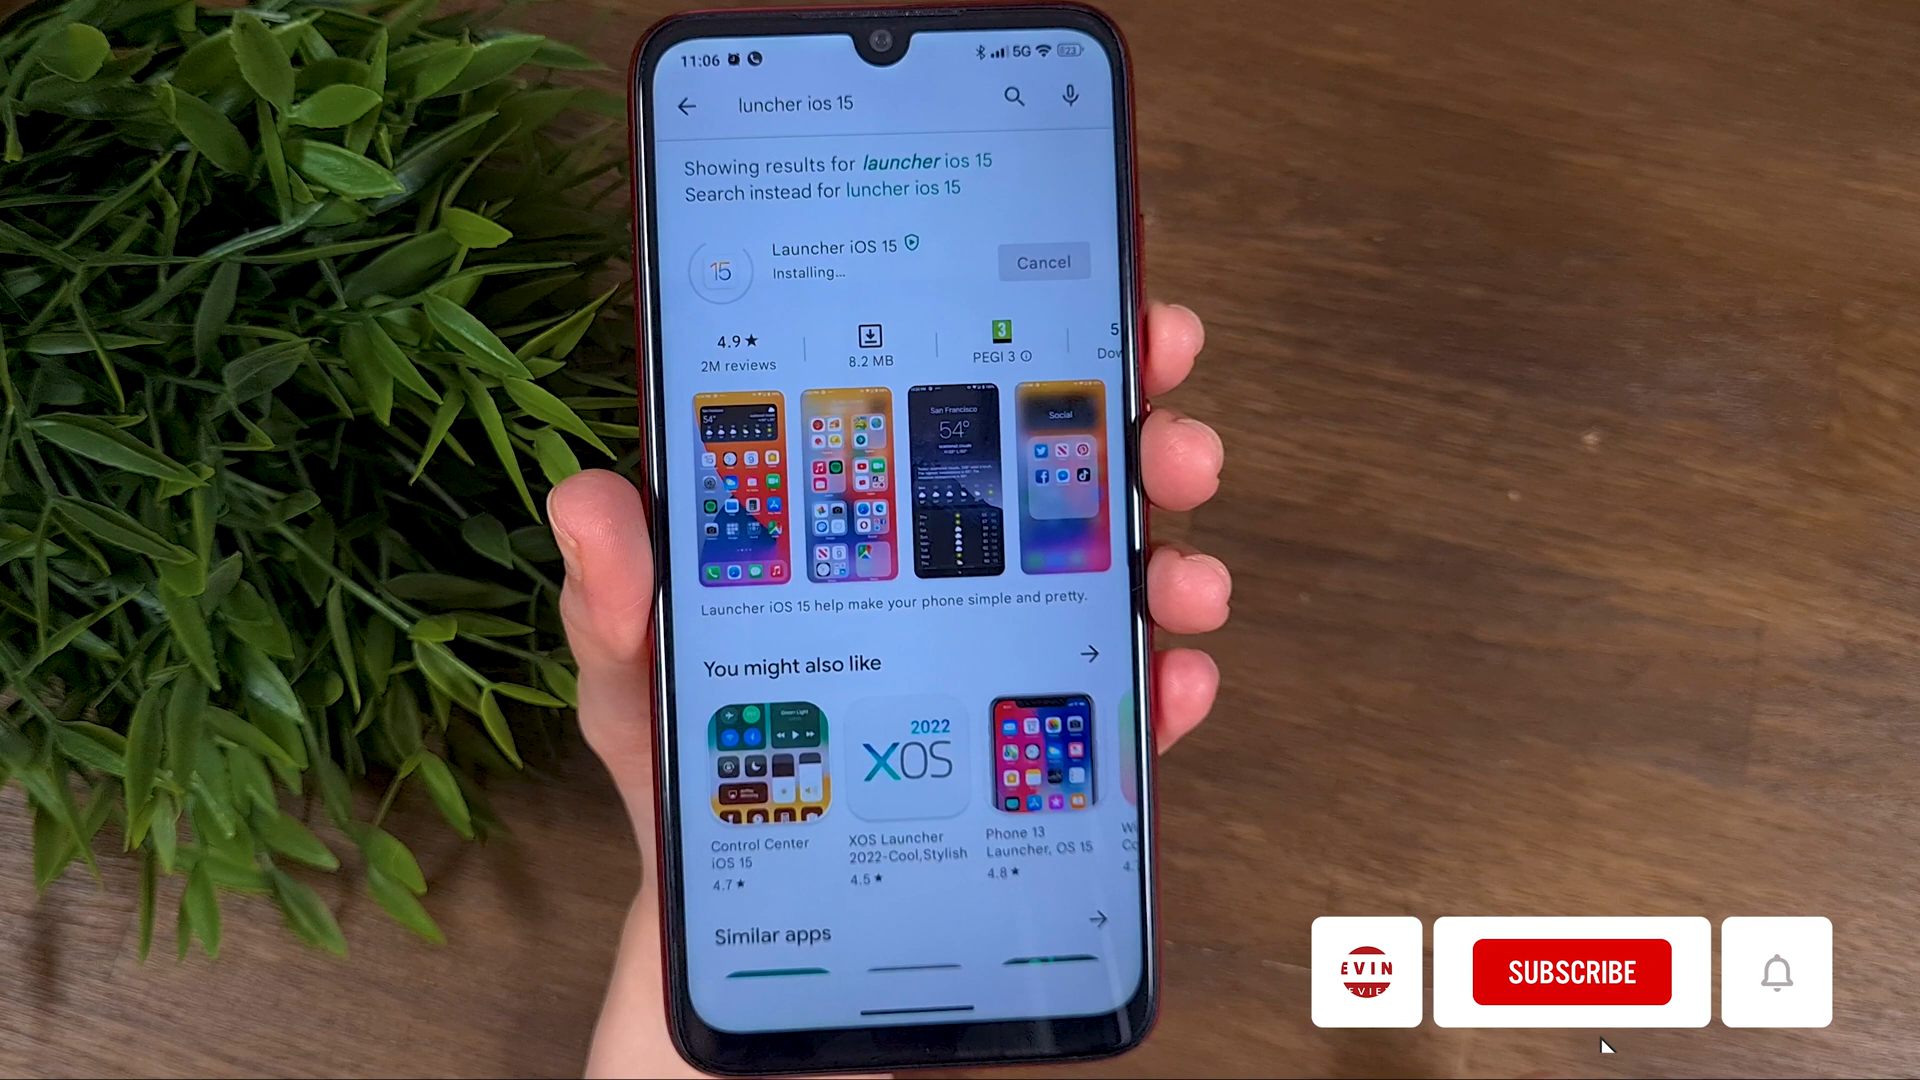 11:06
5G
23
luncher ios 15
Showing results for launcher ios 15
Search instead for luncher ios 15
15
Launcher iOS 15
Installing...
Cancel
4.9★
2M reviews
8.2 MB
3
PEGI 3
5
Dow
San Francisco
54°
Social
Launcher iOS 15 help make your phone simple and pretty.
You might also like
2022
XOS
Control Center
iOS 15
4.7★
XOS Launcher
2022-Cool,Stylish
4.5★
Phone 13
Launcher, OS 15
4.8★
Similar apps
EVIN
EVIE
SUBSCRIBE